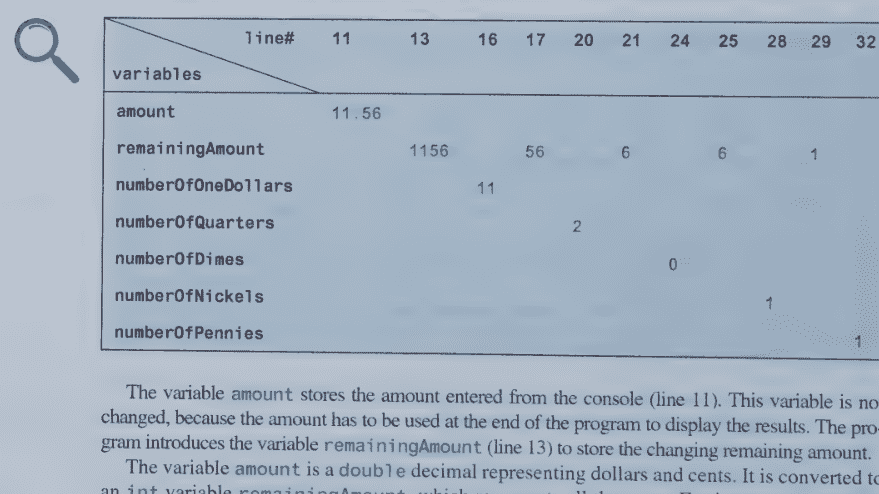 line# 11 13 16 17 20 21 24 25 28 29 32
variables
amount 11.56
remainingAmount 1156 56 6 6 1
numberOfOneDollars 11
numberOfQuarters 2
numberOfDimes 0
numberOfNickels 1
numberOfPennies 1
The variable amount stores the amount entered from the console (line 11). This variable is no
changed, because the amount has to be used at the end of the program to display the results. The pro-
gram introduces the variable remainingAmount (line 13) to store the changing remaining amount.
The variable amount is a double decimal representing dollars and cents. It is converted to
an int variable remainingAmount, which